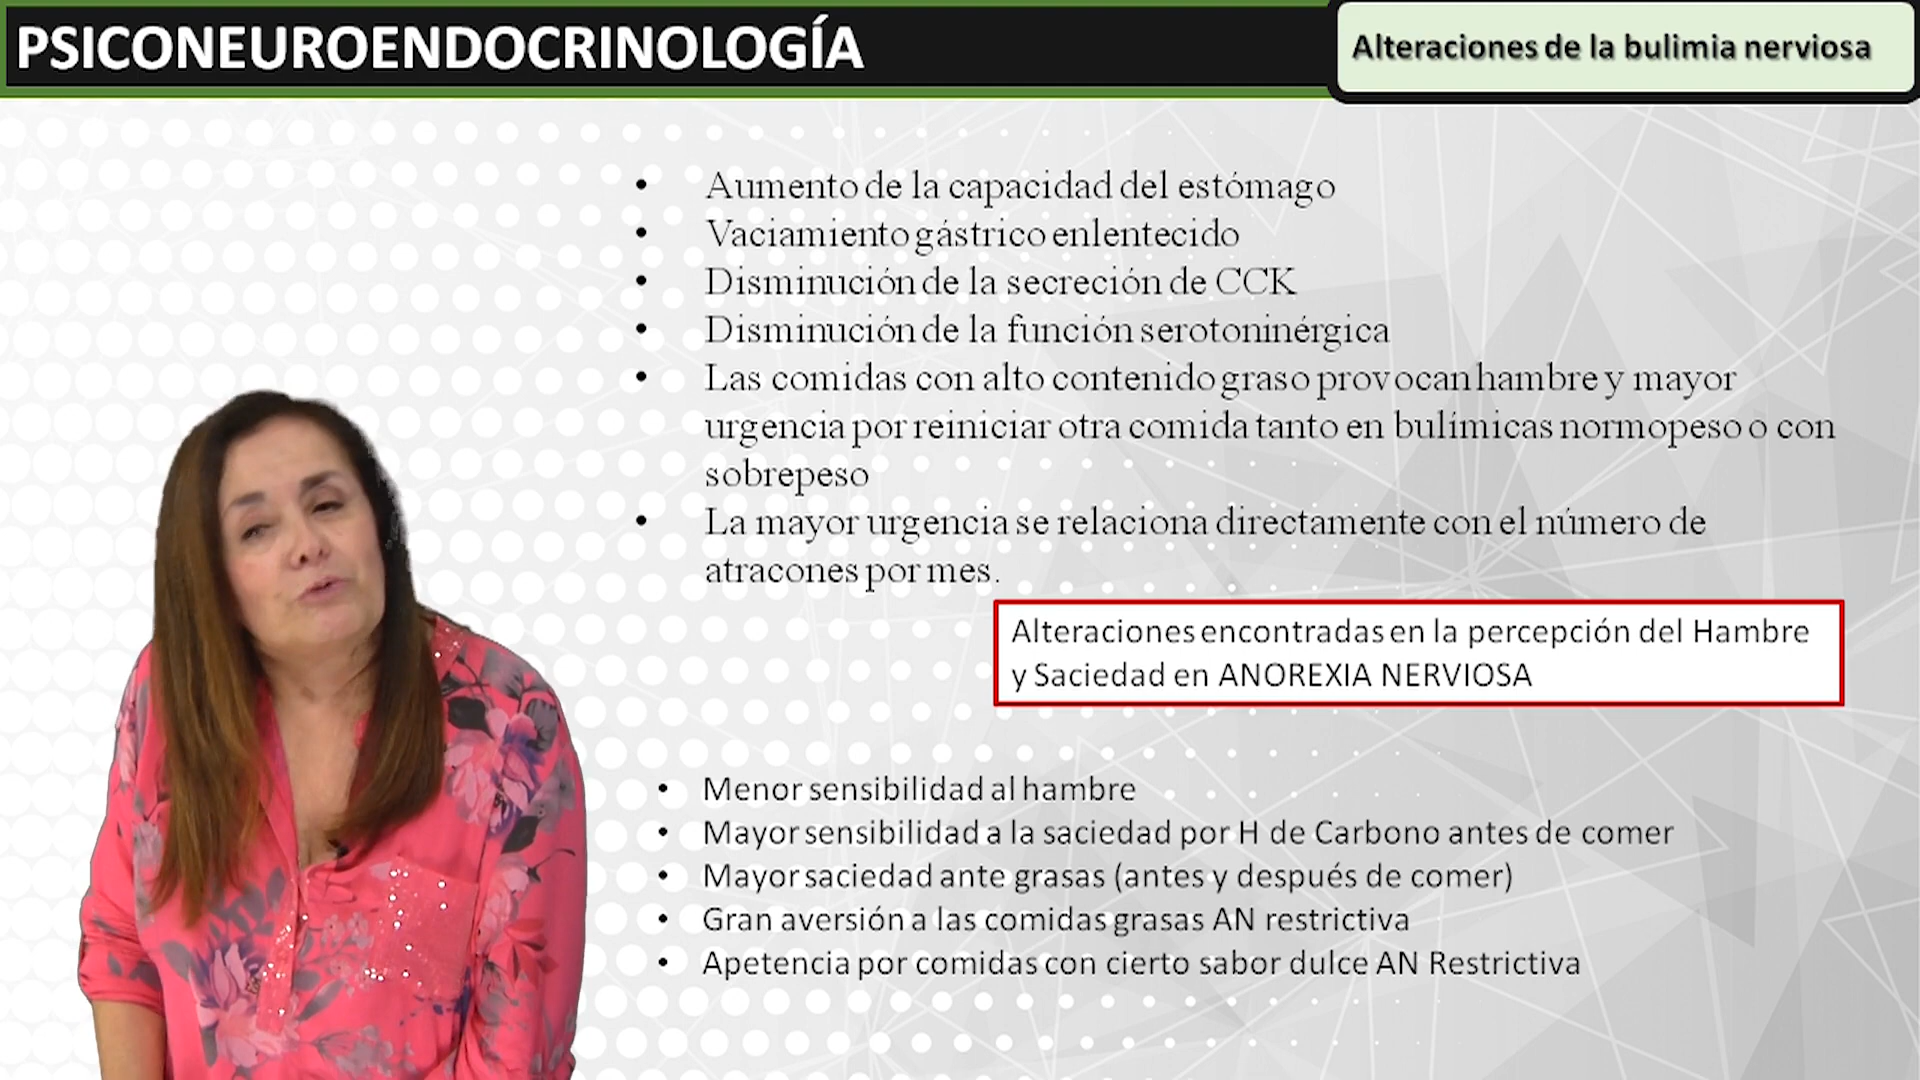 PSICONEUROENDOCRINOLOGÍA
Alteraciones de la bulimia nerviosa
• Aumento de la capacidad del estómago
• Vaciamiento gástrico enlentecido
• Disminución de la secreción de CCK
• Disminución de la función serotoninérgica
• Las comidas con alto contenido graso provocan hambre y mayor
urgencia por reiniciar otra comida tanto en bulímicas normopeso o con
sobrepeso
• La mayor urgencia se relaciona directamente con el número de
atracones por mes.
Alteraciones encontradas en la percepción del Hambre
y Saciedad en ANOREXIA NERVIOSA
• Menor sensibilidad al hambre
• Mayor sensibilidad a la saciedad por H de Carbono antes de comer
• Mayor saciedad ante grasas (antes y después de comer)
• Gran aversión a las comidas grasas AN restrictiva
• Apetencia por comidas con cierto sabor dulce AN Restrictiva